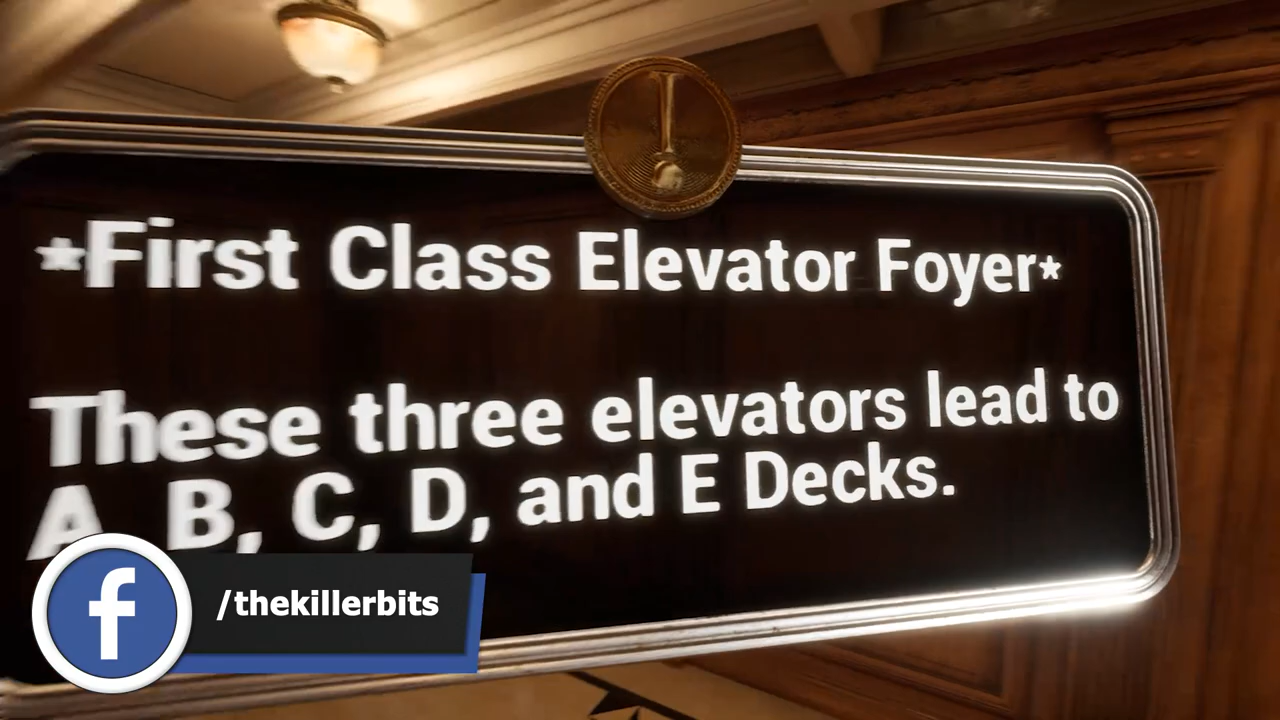 *First Class Elevator Foyer*
These three elevators lead to
A, B, C, D, and E Decks.
f /thekillerbits